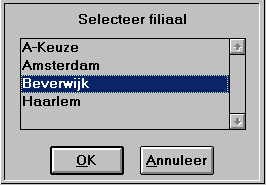 Selecteer filiaal
A-Keuze
Amsterdam
Beverwijk
Haarlem
OK
Annuleer